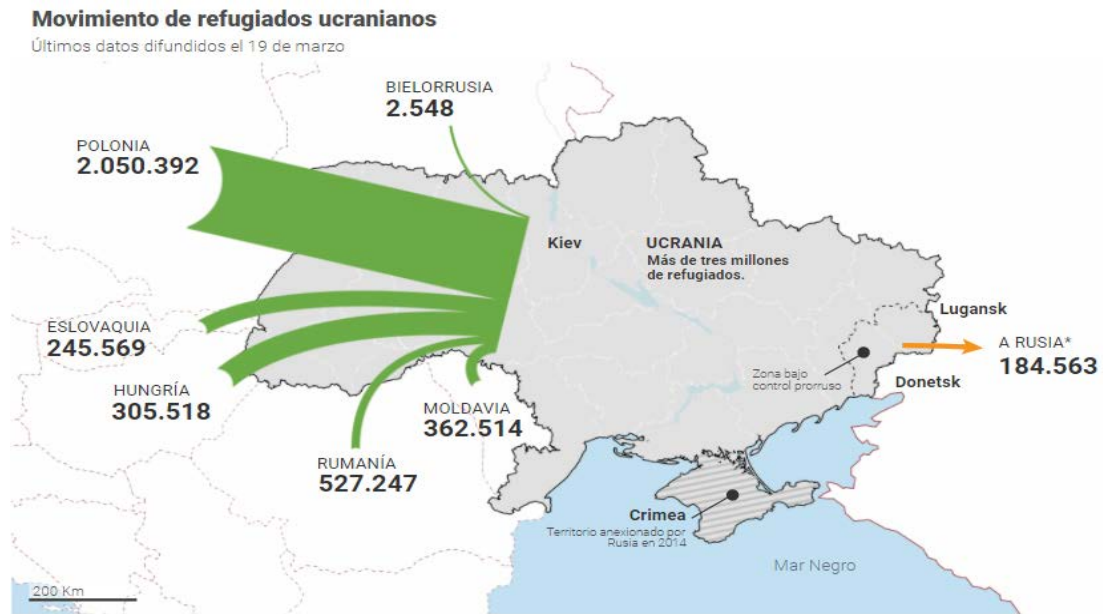 Movimiento de refugiados ucranianos
Últimos datos difundidos el 19 de marzo
BIELORRUSIA
2.548
POLONIA
2.050.392
Kiev
UCRANIA
Más de tres millones
de refugiados.
ESLOVAQUIA
245.569
Lugansk
A RUSIA*
184.563
Zona bajo
control prorruso
Donetsk
HUNGRÍA
305.518
MOLDAVIA
362.514
RUMANÍA
527.247
Crimea
Territorio anexionado por
Rusia en 2014
Mar Negro
200 Km